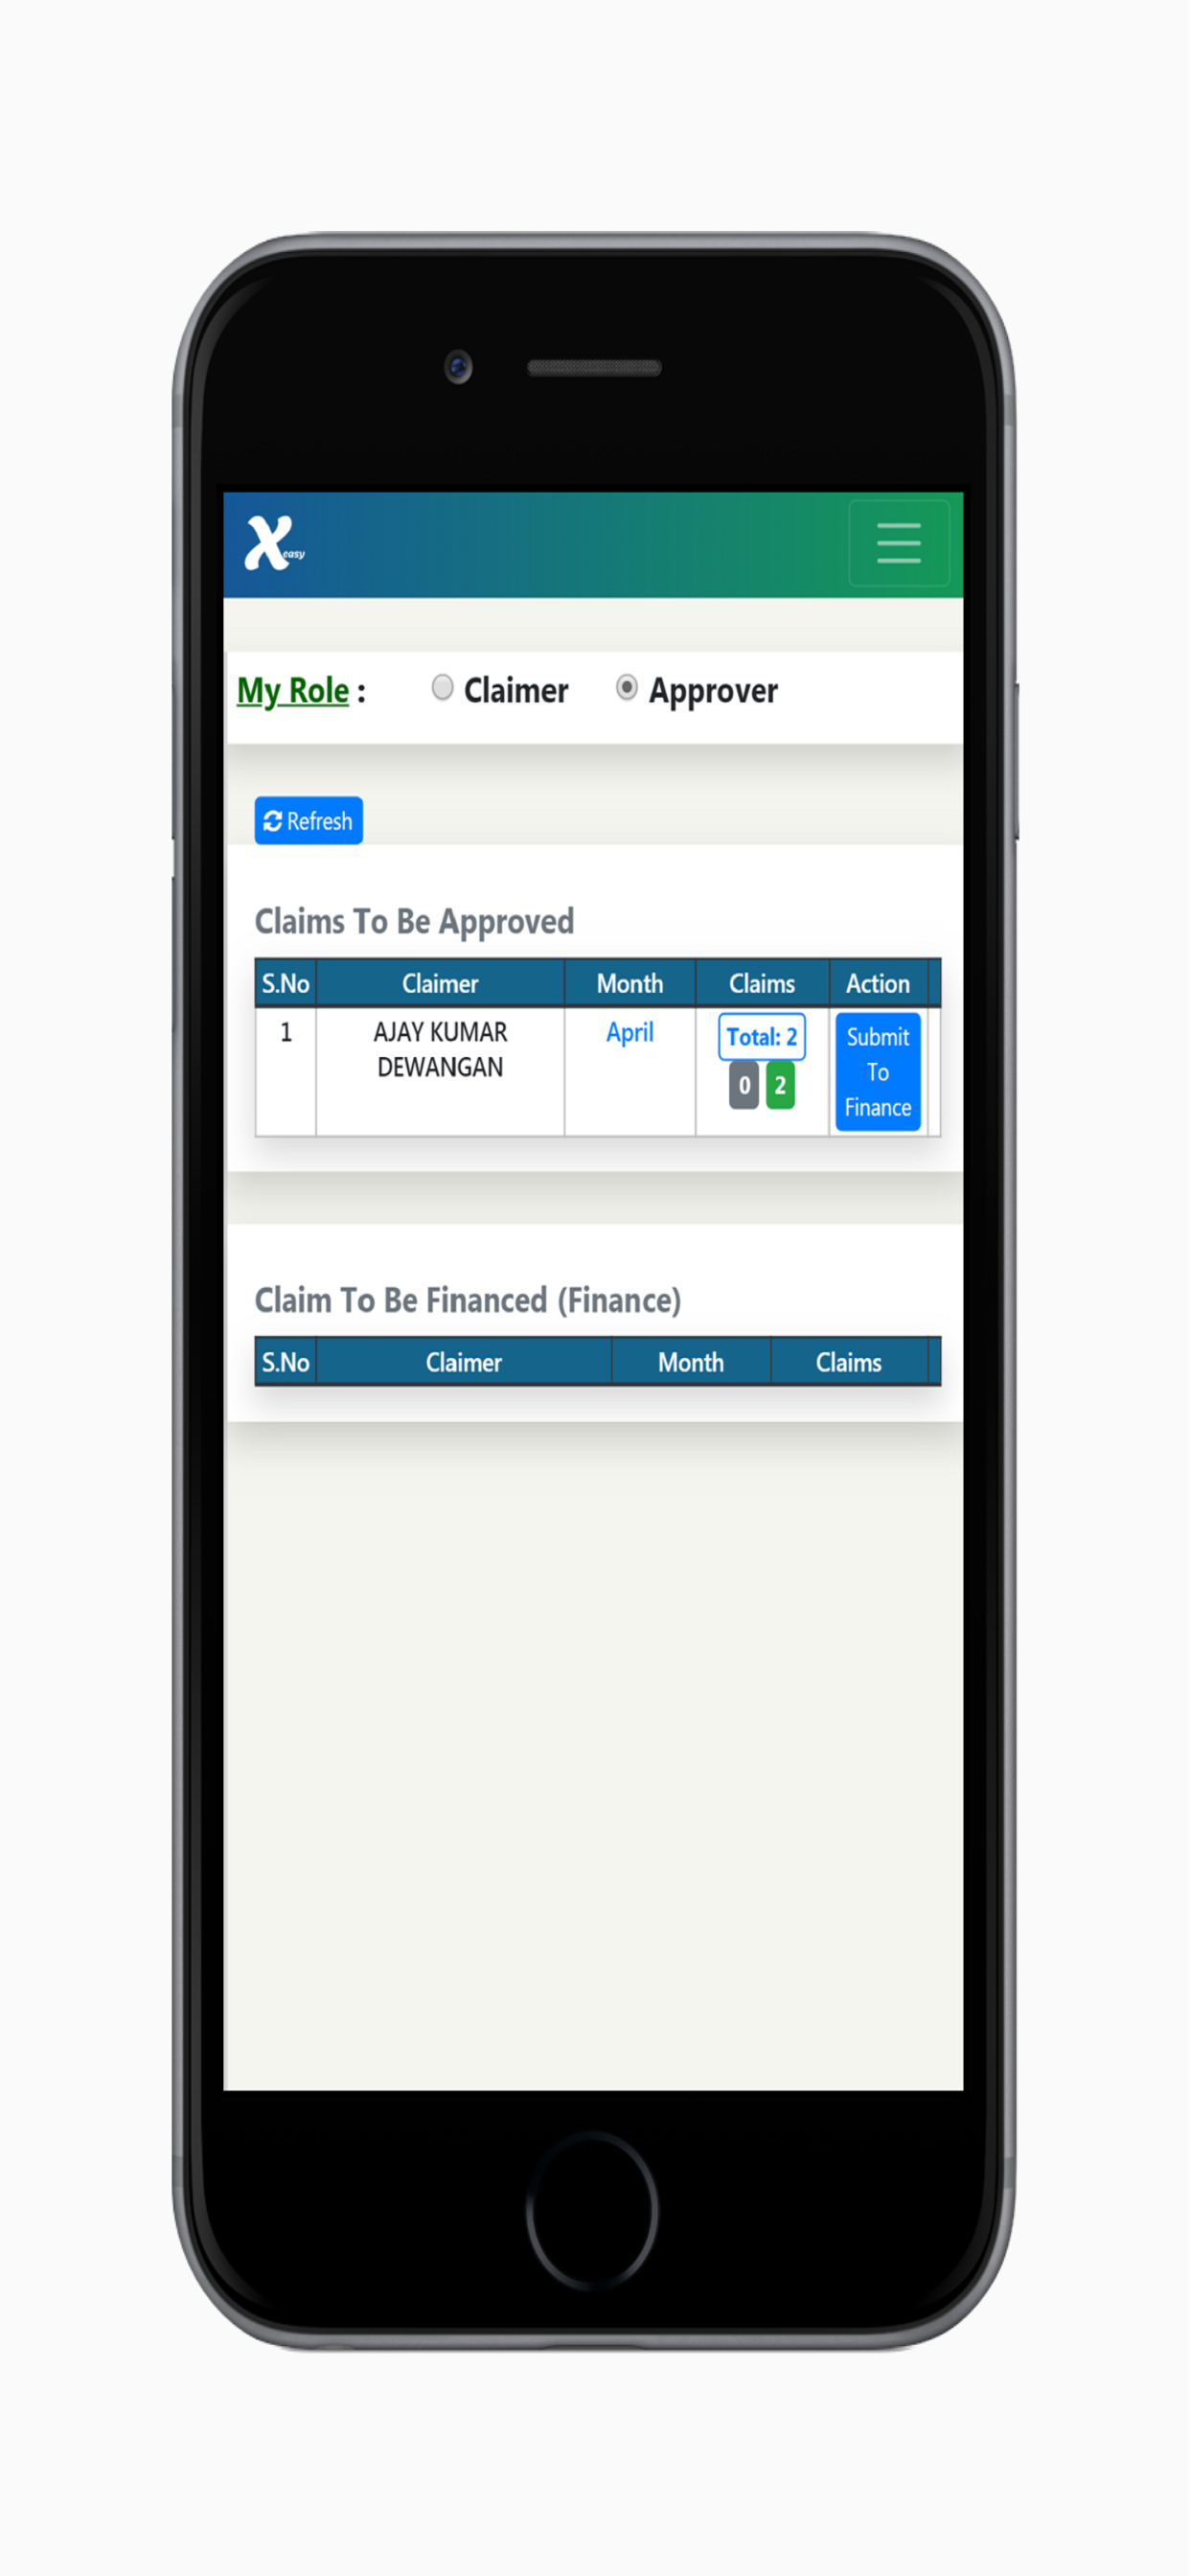 X easy
My Role : Claimer Approver
Refresh
Claims To Be Approved
S.No Claimer Month Claims Action
1 AJAY KUMAR DEWANGAN April Total: 2 0 2 Submit To Finance
Claim To Be Financed (Finance)
S.No Claimer Month Claims